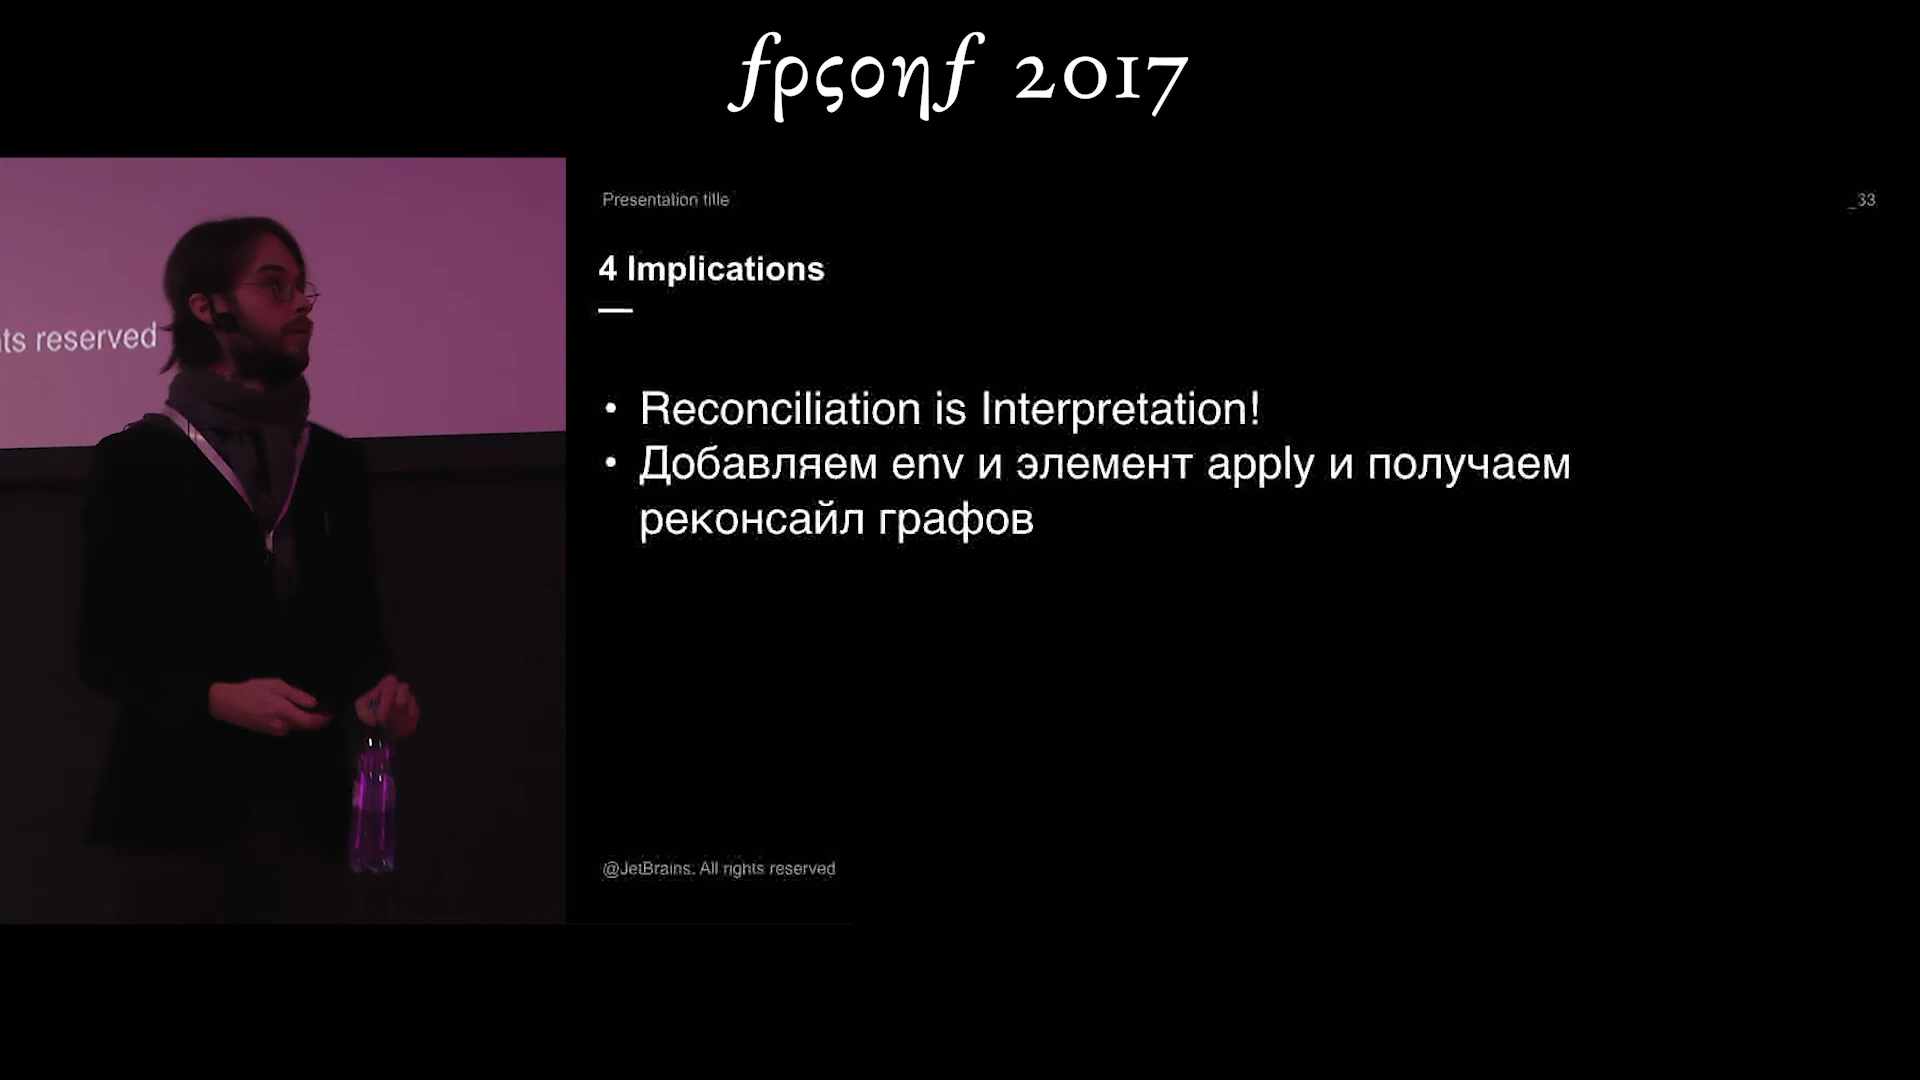 fρςοηf 2017
Presentation title
_33
4 Implications
ts reserved
• Reconciliation is Interpretation!
• Добавляем env и элемент apply и получаем
реконсайл графов
@JetBrains. All rights reserved